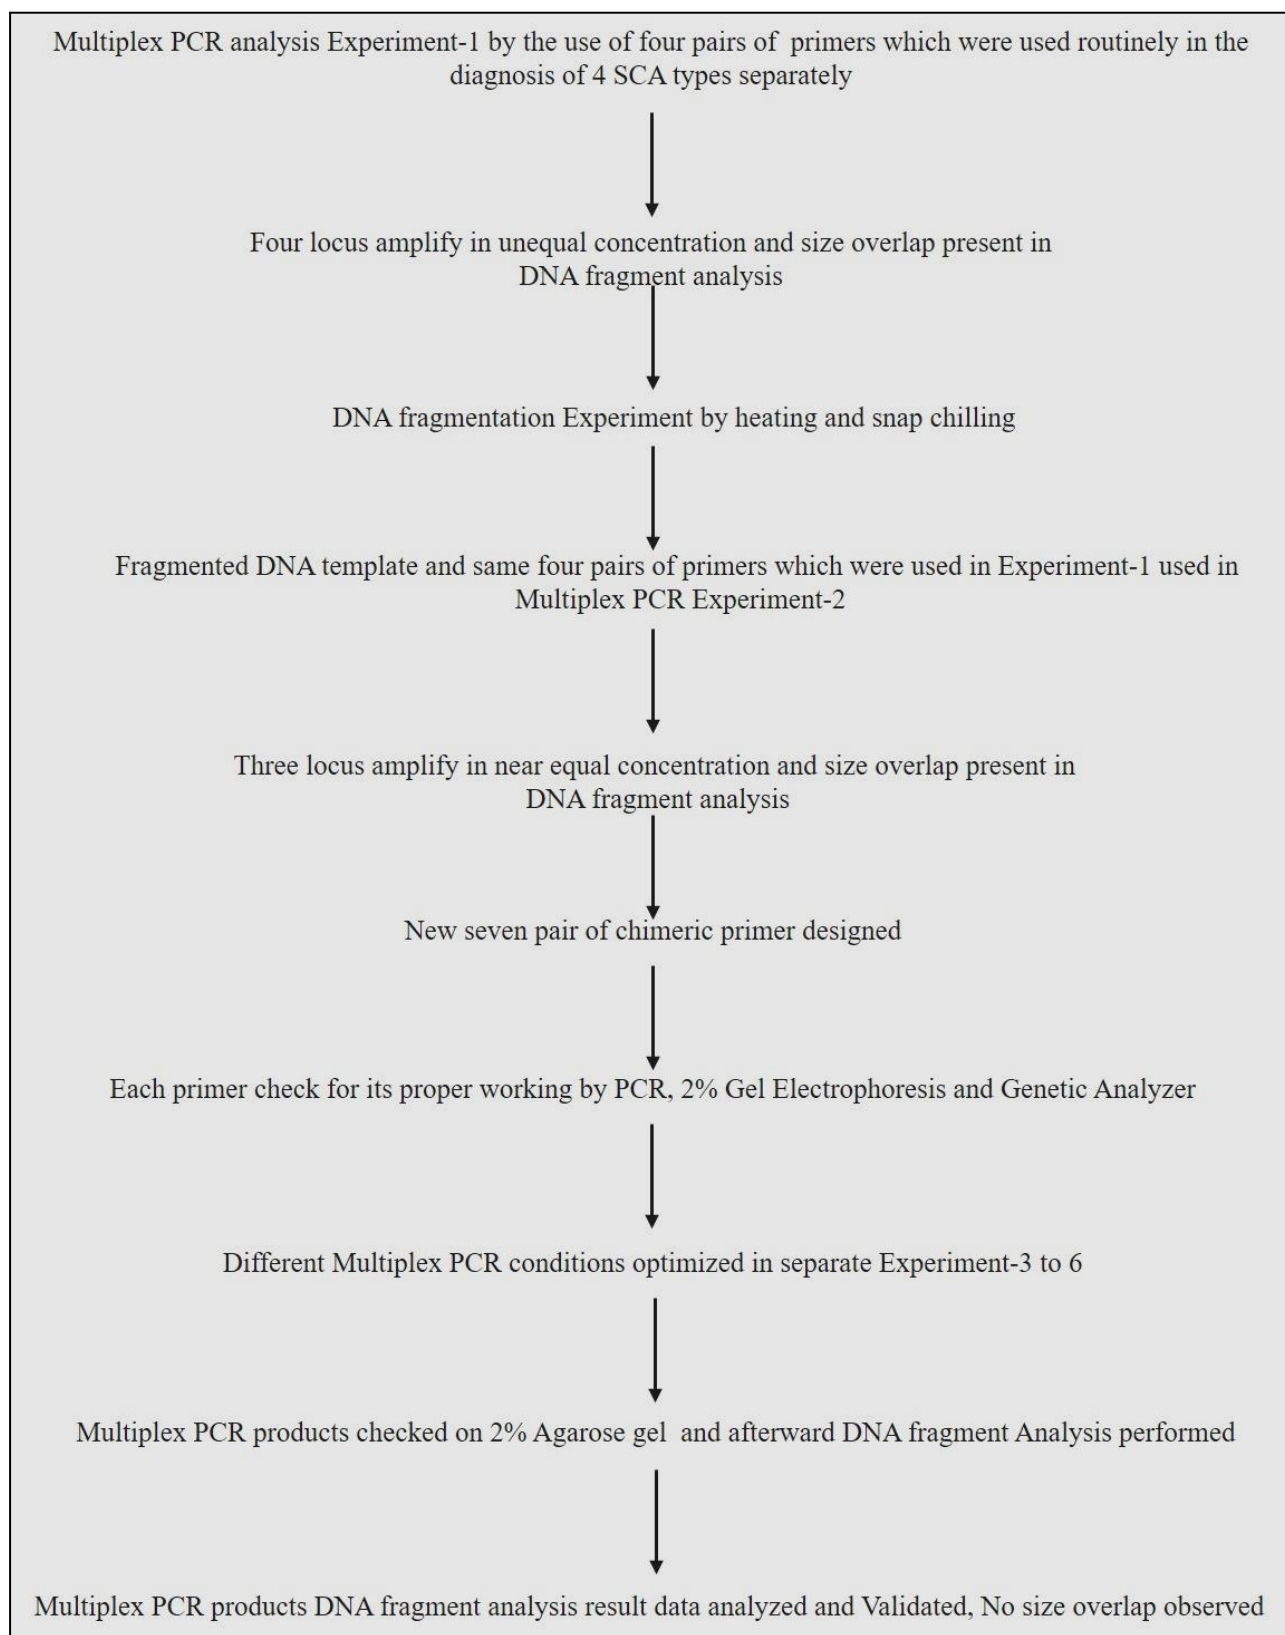 Multiplex PCR analysis Experiment-1 by the use of four pairs of primers which were used routinely in the
diagnosis of 4 SCA types separately
Four locus amplify in unequal concentration and size overlap present in
DNA fragment analysis
DNA fragmentation Experiment by heating and snap chilling
Fragmented DNA template and same four pairs of primers which were used in Experiment-1 used in
Multiplex PCR Experiment-2
Three locus amplify in near equal concentration and size overlap present in
DNA fragment analysis
New seven pair of chimeric primer designed
Each primer check for its proper working by PCR, 2% Gel Electrophoresis and Genetic Analyzer
Different Multiplex PCR conditions optimized in separate Experiment-3 to 6
Multiplex PCR products checked on 2% Agarose gel and afterward DNA fragment Analysis performed
Multiplex PCR products DNA fragment analysis result data analyzed and Validated, No size overlap observed